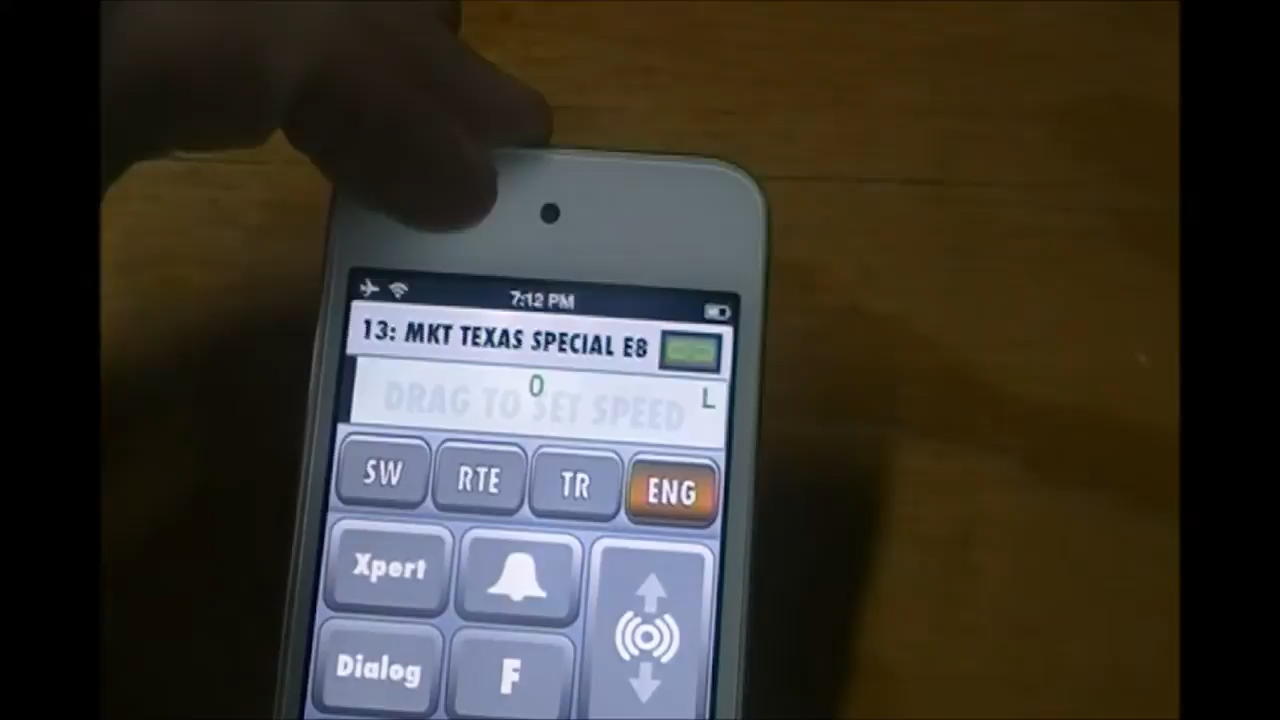 7:12 PM
13: MKT TEXAS SPECIAL E8
0
L
DRAG TO SET SPEED
SW RTE TR ENG
Xpert
Dialog F